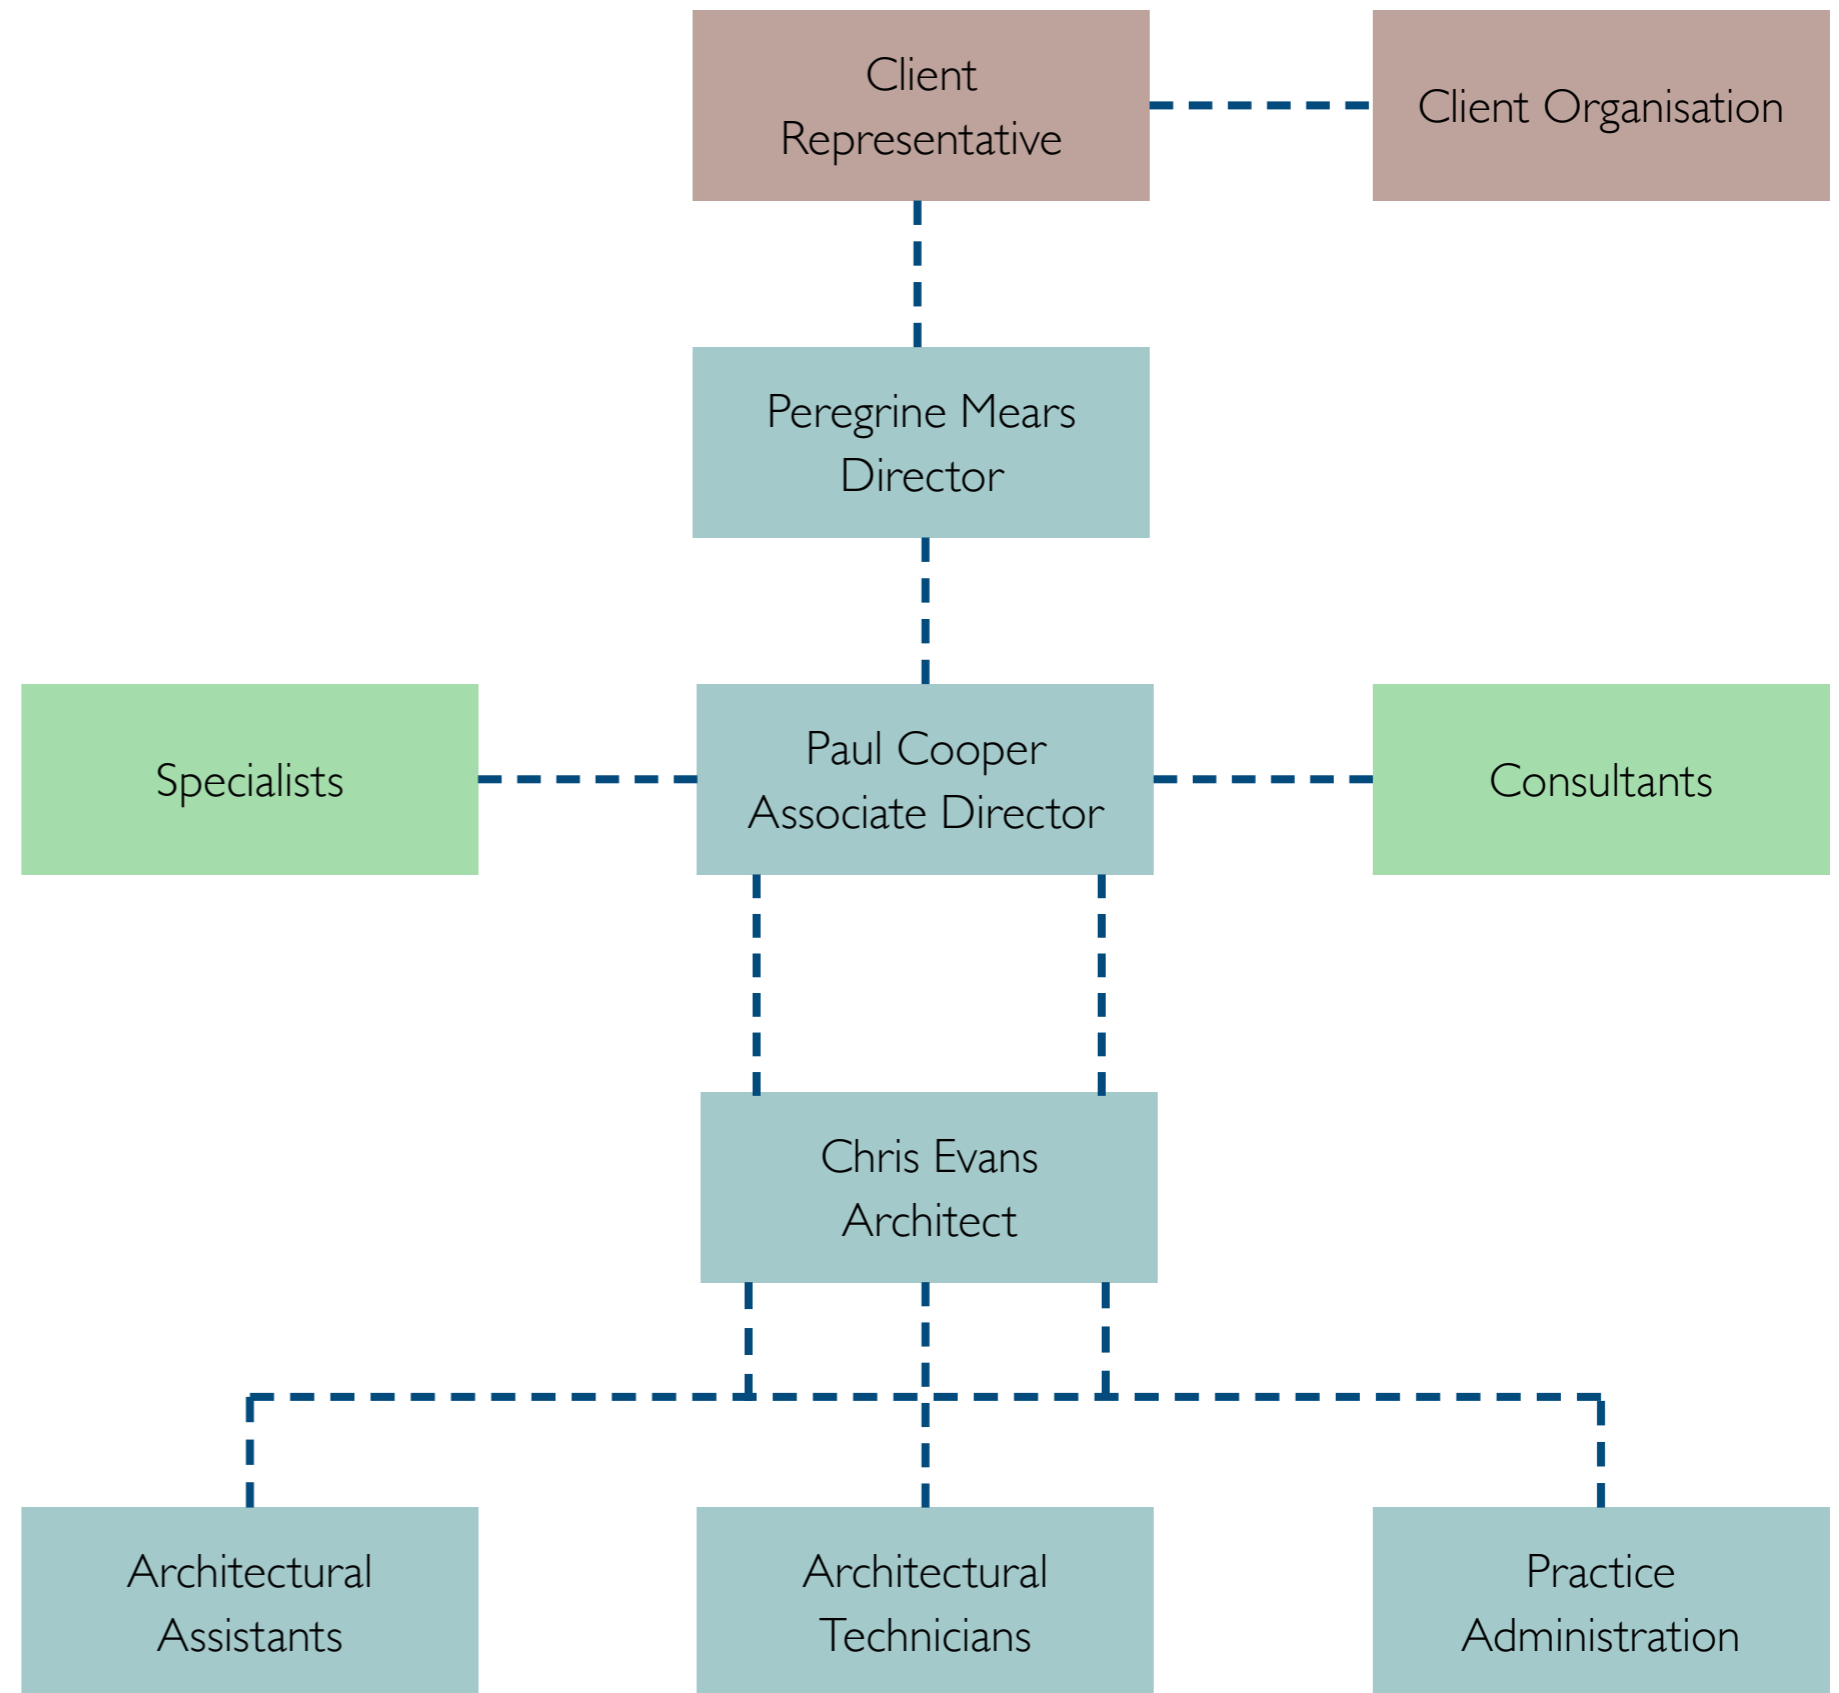 Client
Representative
Client Organisation
Peregrine Mears
Director
Specialists
Paul Cooper
Associate Director
Consultants
Chris Evans
Architect
Architectural
Assistants
Architectural
Technicians
Practice
Administration